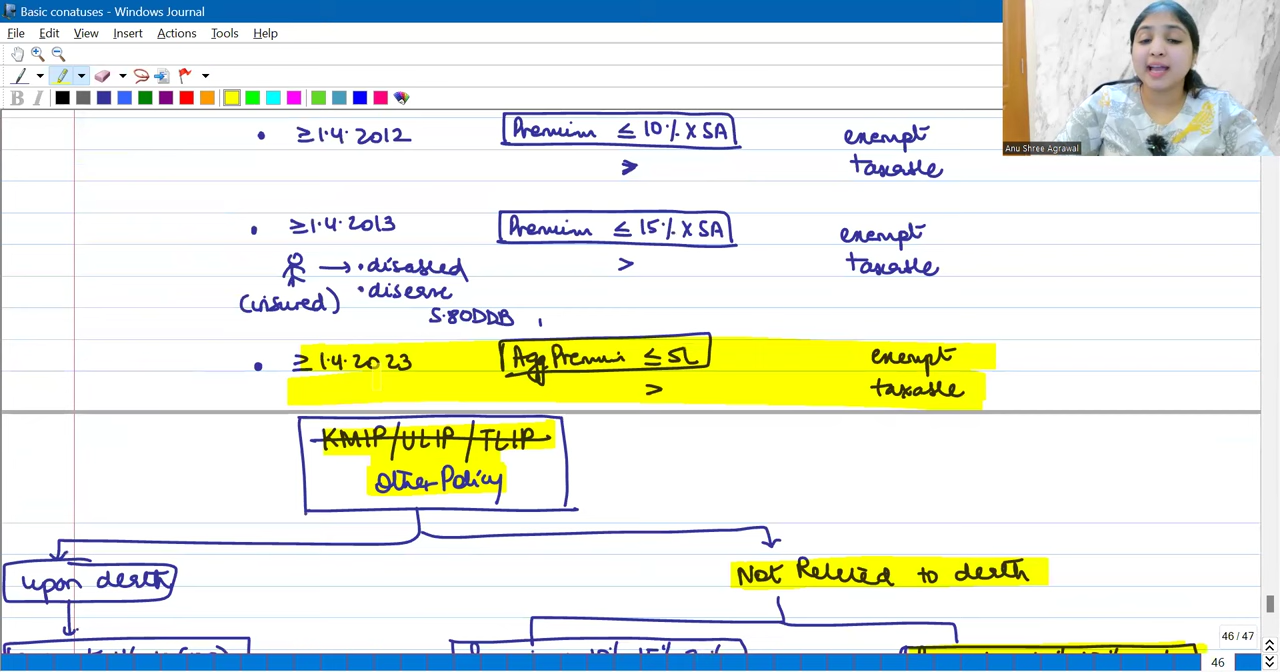 Basic conatuses - Windows Journal
File Edit View Insert Actions Tools Help
B I
Anu Shree Agrawal
• ≥1.4.2012 Premium ≤ 10% X SA exempt
> taxable
• ≥1.4.2013 Premium ≤ 15% X SA exempt
→ • disabled > taxable
(insured) • disease
S.80DDB
• ≥ 1.4.2023 Agg Premium ≤ 5L exempt
> taxable
KMIP/ULIP/TLIP
Other Policy
upon death
Not Related to death
46 / 47
46